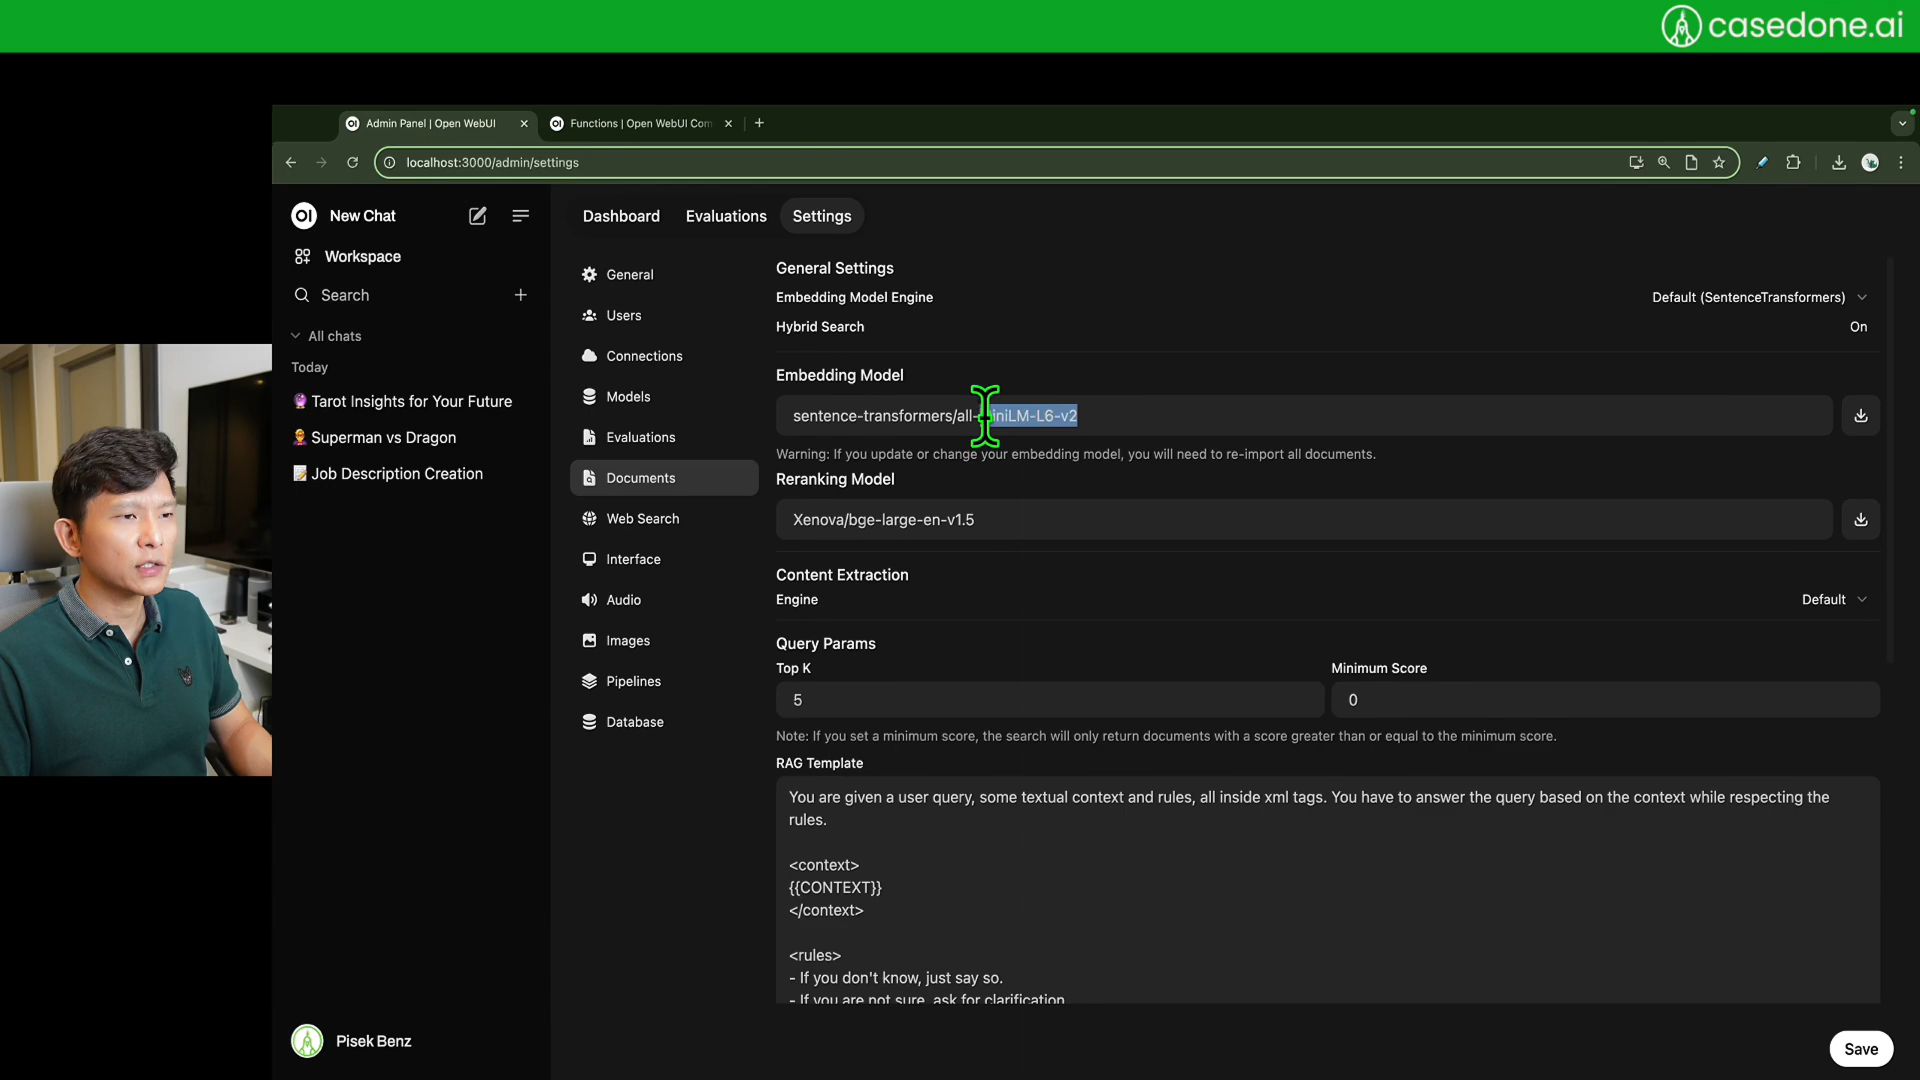 casedone.ai
Admin Panel | Open WebUI
Functions | Open WebUI Com
localhost:3000/admin/settings
New Chat
Workspace
Search
All chats
Today
Tarot Insights for Your Future
Superman vs Dragon
Job Description Creation
Pisek Benz
Dashboard Evaluations Settings
General
Users
Connections
Models
Evaluations
Documents
Web Search
Interface
Audio
Images
Pipelines
Database
General Settings
Embedding Model Engine Default (SentenceTransformers)
Hybrid Search On
Embedding Model
sentence-transformers/all-miniLM-L6-v2
Warning: If you update or change your embedding model, you will need to re-import all documents.
Reranking Model
Xenova/bge-large-en-v1.5
Content Extraction
Engine Default
Query Params
Top K Minimum Score
5 0
Note: If you set a minimum score, the search will only return documents with a score greater than or equal to the minimum score.
RAG Template
You are given a user query, some textual context and rules, all inside xml tags. You have to answer the query based on the context while respecting the
rules.
<context>
{{CONTEXT}}
</context>
<rules>
- If you don't know, just say so.
- If you are not sure, ask for clarification
Save